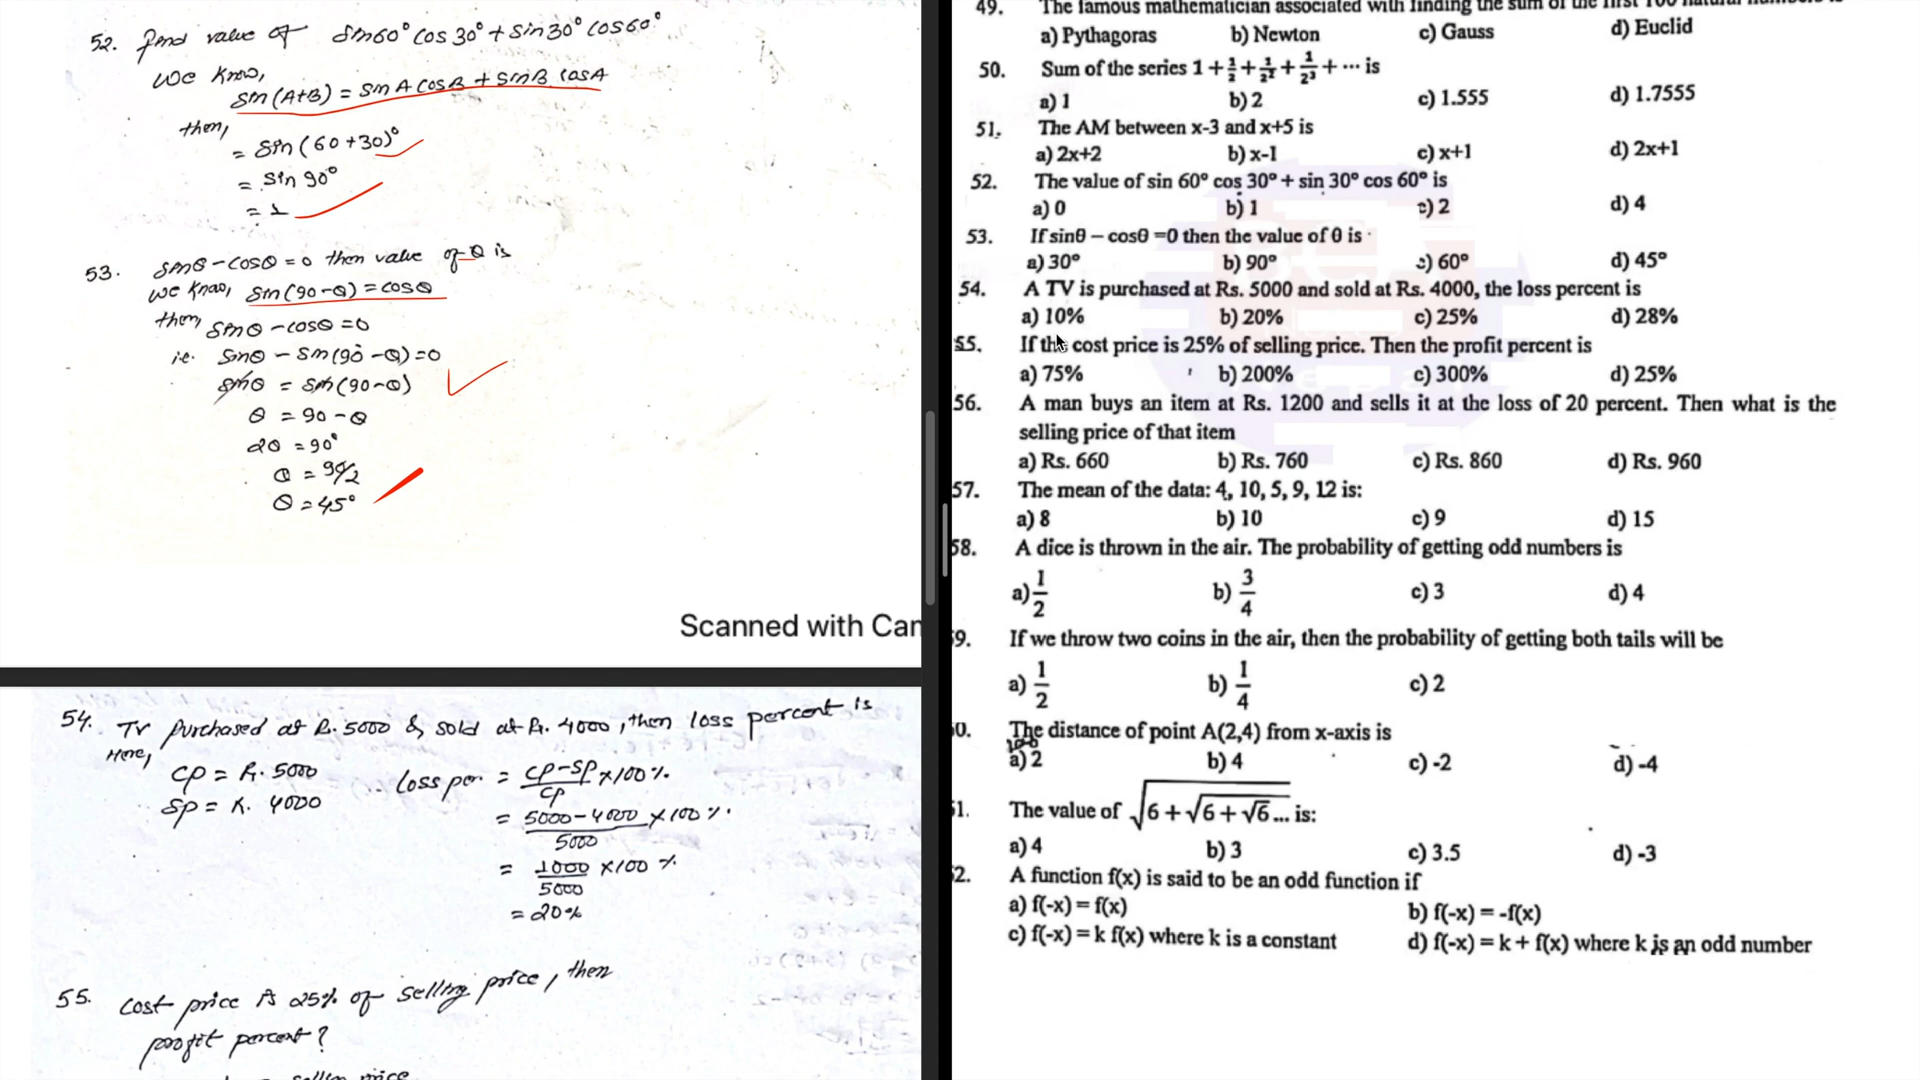 52. find value of sin60° cos30° + sin30° cos60°
we know,
sin(A+B) = sinA cosB + sinB cosA
then,
= sin(60+30)°
= sin90°
= 1
53. sinθ - cosθ = 0 then value of θ is
we know, sin(90-θ) = cosθ
then, sinθ - cosθ = 0
i.e. sinθ - sin(90-θ) = 0
sinθ = sin(90-θ)
θ = 90 - θ
2θ = 90°
θ = 90/2
θ = 45°
Scanned with Cam
54. TV purchased at Rs. 5000 & sold at Rs. 4000, then loss percent is
Here,
CP = Rs. 5000
SP = Rs. 4000
Loss per. = CP-SP/CP × 100%
= 5000-4000/5000 × 100%.
= 1000/5000 × 100%
= 20%
55. cost price is 25% of selling price, then
profit percent?
selling price
49. The famous mathematician associated with finding the sum of the first 100 natural numbers is
a) Pythagoras b) Newton c) Gauss d) Euclid
50. Sum of the series 1 + 1/2 + 1/2² + 1/2³ + ··· is
a) 1 b) 2 c) 1.555 d) 1.7555
51. The AM between x-3 and x+5 is
a) 2x+2 b) x-1 c) x+1 d) 2x+1
52. The value of sin 60° cos 30° + sin 30° cos 60° is
a) 0 b) 1 c) 2 d) 4
53. If sinθ – cosθ =0 then the value of θ is
a) 30° b) 90° c) 60° d) 45°
54. A TV is purchased at Rs. 5000 and sold at Rs. 4000, the loss percent is
a) 10% b) 20% c) 25% d) 28%
55. If the cost price is 25% of selling price. Then the profit percent is
a) 75% b) 200% c) 300% d) 25%
56. A man buys an item at Rs. 1200 and sells it at the loss of 20 percent. Then what is the
selling price of that item
a) Rs. 660 b) Rs. 760 c) Rs. 860 d) Rs. 960
57. The mean of the data: 4, 10, 5, 9, 12 is:
a) 8 b) 10 c) 9 d) 15
58. A dice is thrown in the air. The probability of getting odd numbers is
a) 1/2 b) 3/4 c) 3 d) 4
9. If we throw two coins in the air, then the probability of getting both tails will be
a) 1/2 b) 1/4 c) 2
0. The distance of point A(2,4) from x-axis is
100
a) 2 b) 4 c) -2 d) -4
1. The value of √6 + √6 + √6... is:
a) 4 b) 3 c) 3.5 d) -3
2. A function f(x) is said to be an odd function if
a) f(-x) = f(x) b) f(-x) = -f(x)
c) f(-x) = k f(x) where k is a constant d) f(-x) = k + f(x) where k is an odd number